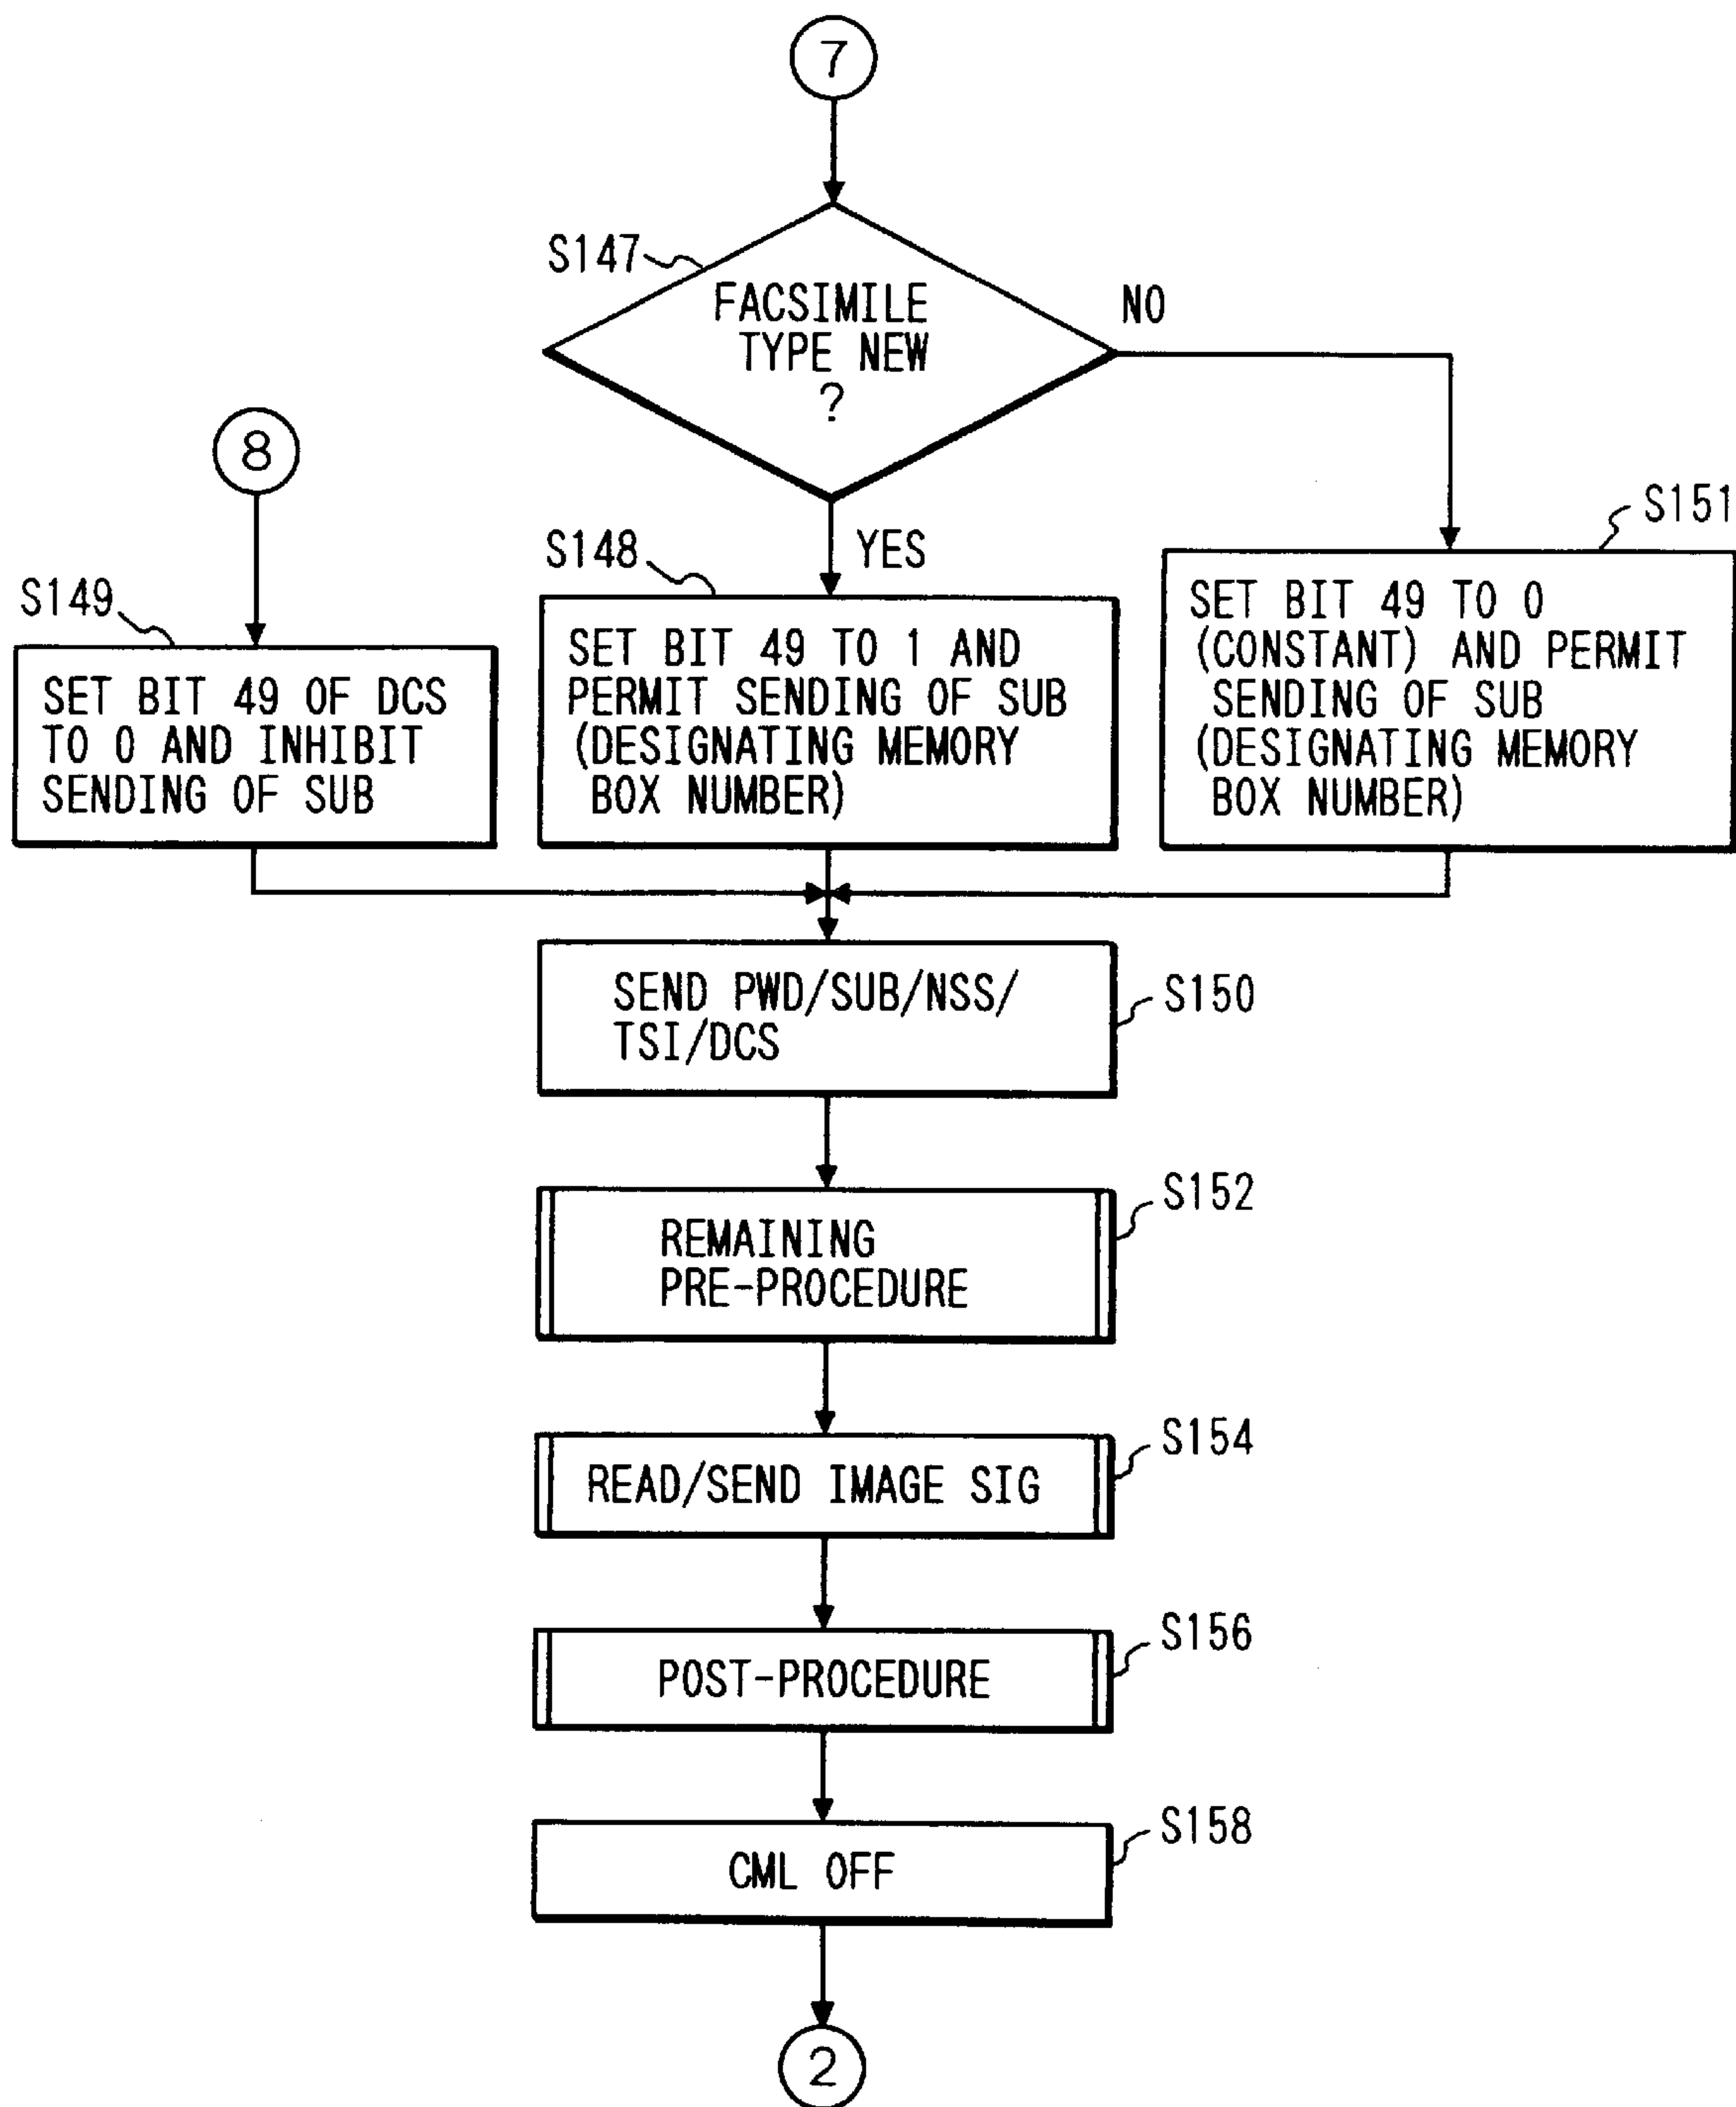 7
S147
FACSIMILE
TYPE NEW
?
NO
8
S149
SET BIT 49 OF DCS
TO 0 AND INHIBIT
SENDING OF SUB
S148
YES
SET BIT 49 TO 1 AND
PERMIT SENDING OF SUB
(DESIGNATING MEMORY
BOX NUMBER)
S151
SET BIT 49 TO 0
(CONSTANT) AND PERMIT
SENDING OF SUB
(DESIGNATING MEMORY
BOX NUMBER)
SEND PWD/SUB/NSS/
TSI/DCS
S150
REMAINING
PRE-PROCEDURE
S152
READ/SEND IMAGE SIG
S154
POST-PROCEDURE
S156
CML OFF
S158
2